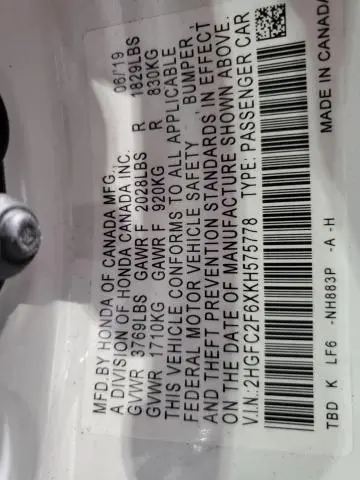 MFD.BY HONDA OF CANADA MFG.
A DIVISION OF HONDA CANADA INC. 06/19
GVWR 3769LBS GAWR F 2028LBS R 1829LBS
GVWR 1710KG GAWR F 920KG R 830KG
THIS VEHICLE CONFORMS TO ALL APPLICABLE
FEDERAL MOTOR VEHICLE SAFETY BUMPER,
AND THEFT PREVENTION STANDARDS IN EFFECT
ON THE DATE OF MANUFACTURE SHOWN ABOVE.
V.I.N.:2HGFC2F6XKH575778 TYPE: PASSENGER CAR
TBD K LF6 -NH883P -A -H MADE IN CANADA